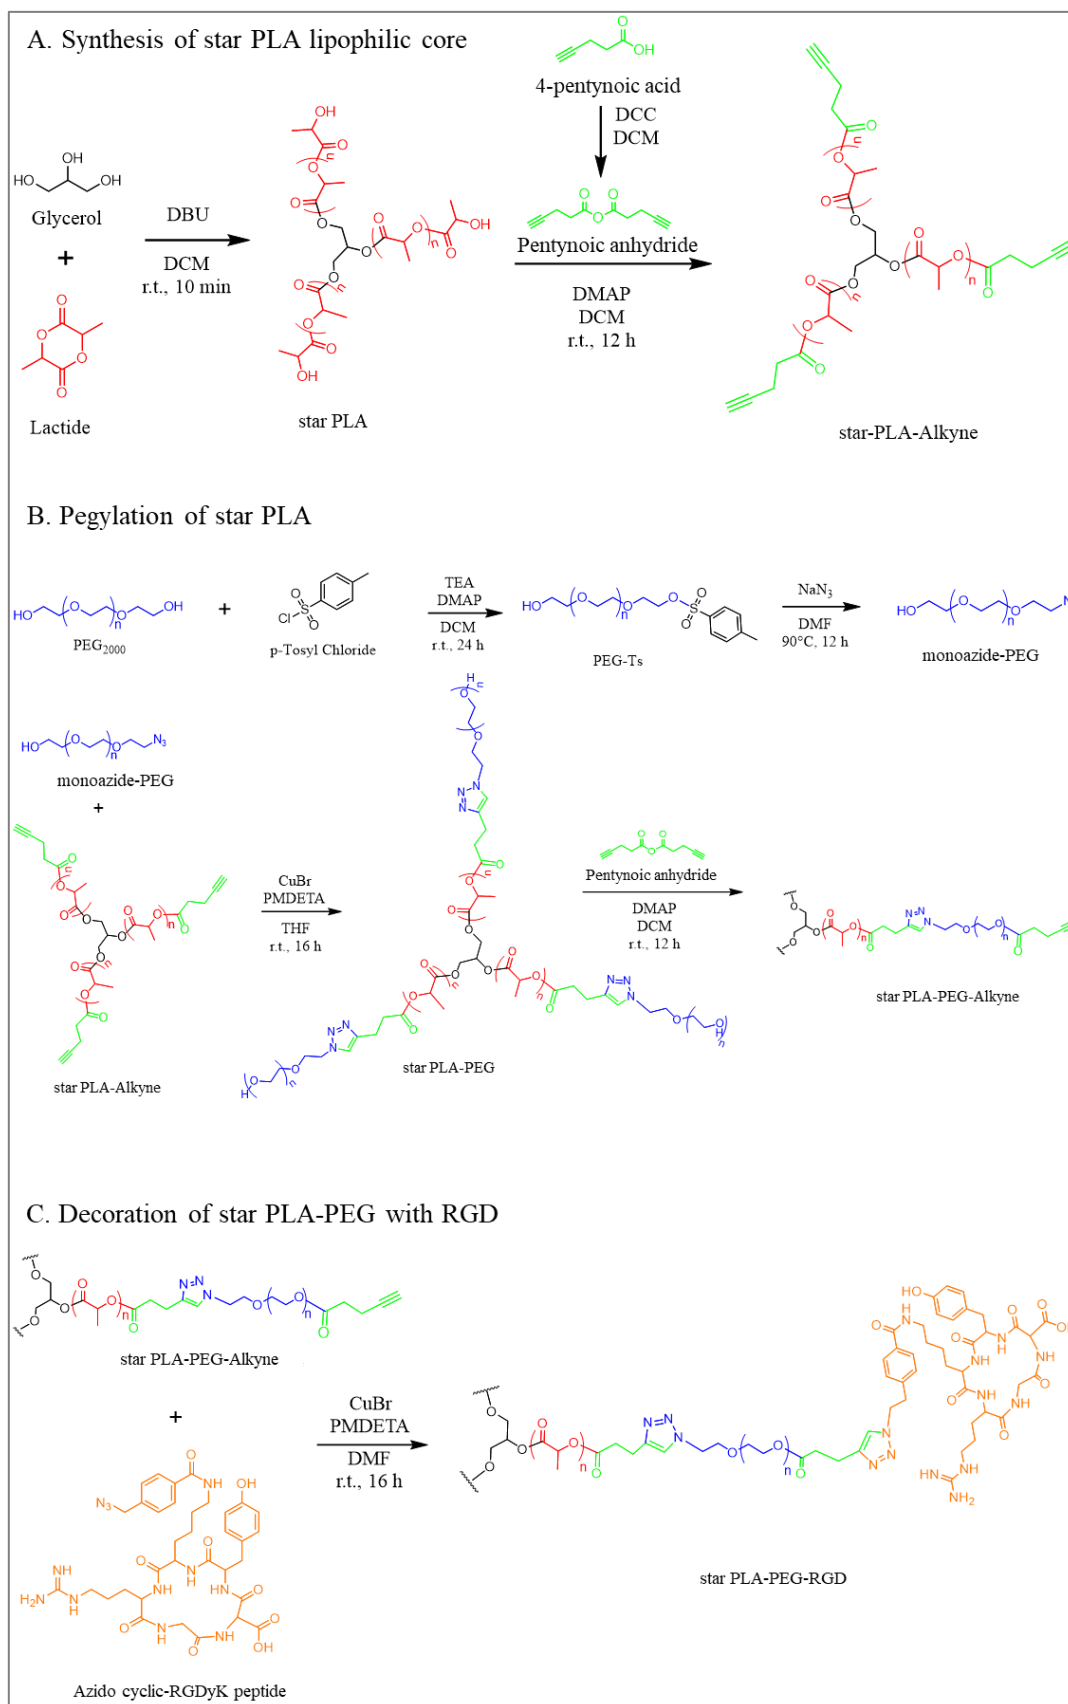 A. Synthesis of star PLA lipophilic core
4-pentynoic acid
DCC
DCM
Glycerol
+
Lactide
DBU
DCM
r.t., 10 min
star PLA
Pentynoic anhydride
DMAP
DCM
r.t., 12 h
star-PLA-Alkyne
B. Pegylation of star PLA
PEG2000
+
p-Tosyl Chloride
TEA
DMAP
DCM
r.t., 24 h
PEG-Ts
NaN3
DMF
90°C, 12 h
monoazide-PEG
monoazide-PEG
+
star PLA-Alkyne
CuBr
PMDETA
THF
r.t., 16 h
star PLA-PEG
Pentynoic anhydride
DMAP
DCM
r.t., 12 h
star PLA-PEG-Alkyne
C. Decoration of star PLA-PEG with RGD
star PLA-PEG-Alkyne
+
Azido cyclic-RGDyK peptide
CuBr
PMDETA
DMF
r.t., 16 h
star PLA-PEG-RGD